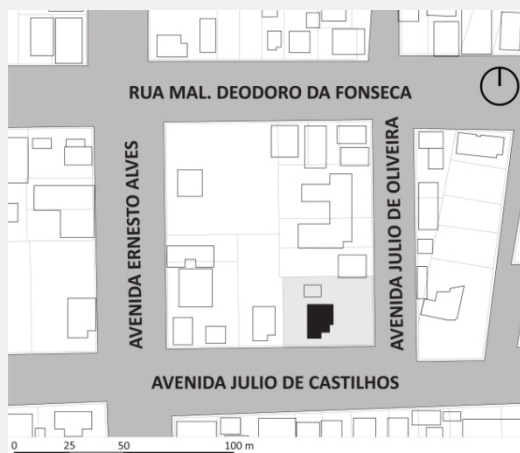 RUA MAL. DEODORO DA FONSECA
AVENIDA ERNESTO ALVES
AVENIDA JULIO DE OLIVEIRA
AVENIDA JULIO DE CASTILHOS
0 25 50 100 m